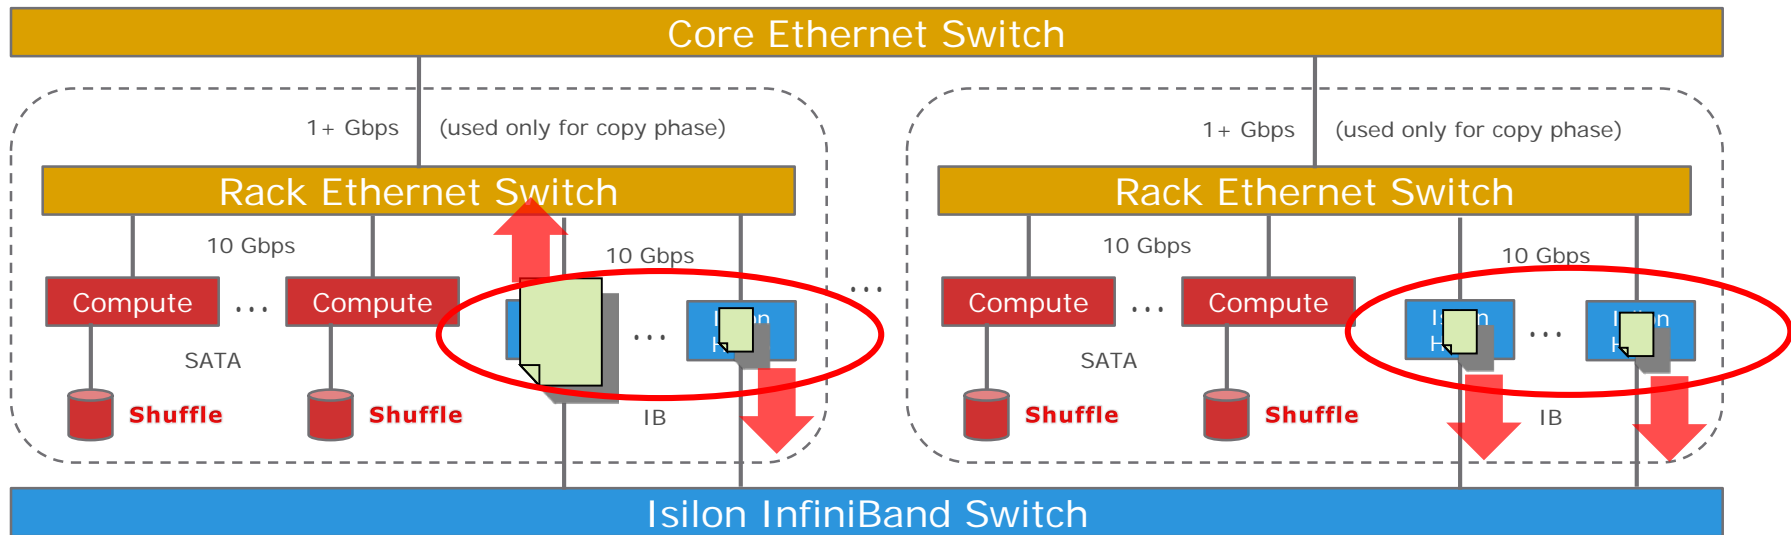 Core Ethernet Switch
1+ Gbps (used only for copy phase)
1+ Gbps (used only for copy phase)
Rack Ethernet Switch
Rack Ethernet Switch
10 Gbps
10 Gbps
10 Gbps
10 Gbps
Compute ... Compute
...
Compute ... Compute
...
...
...
SATA
SATA
Shuffle
Shuffle
IB
Shuffle
Shuffle
IB
Isilon InfiniBand Switch